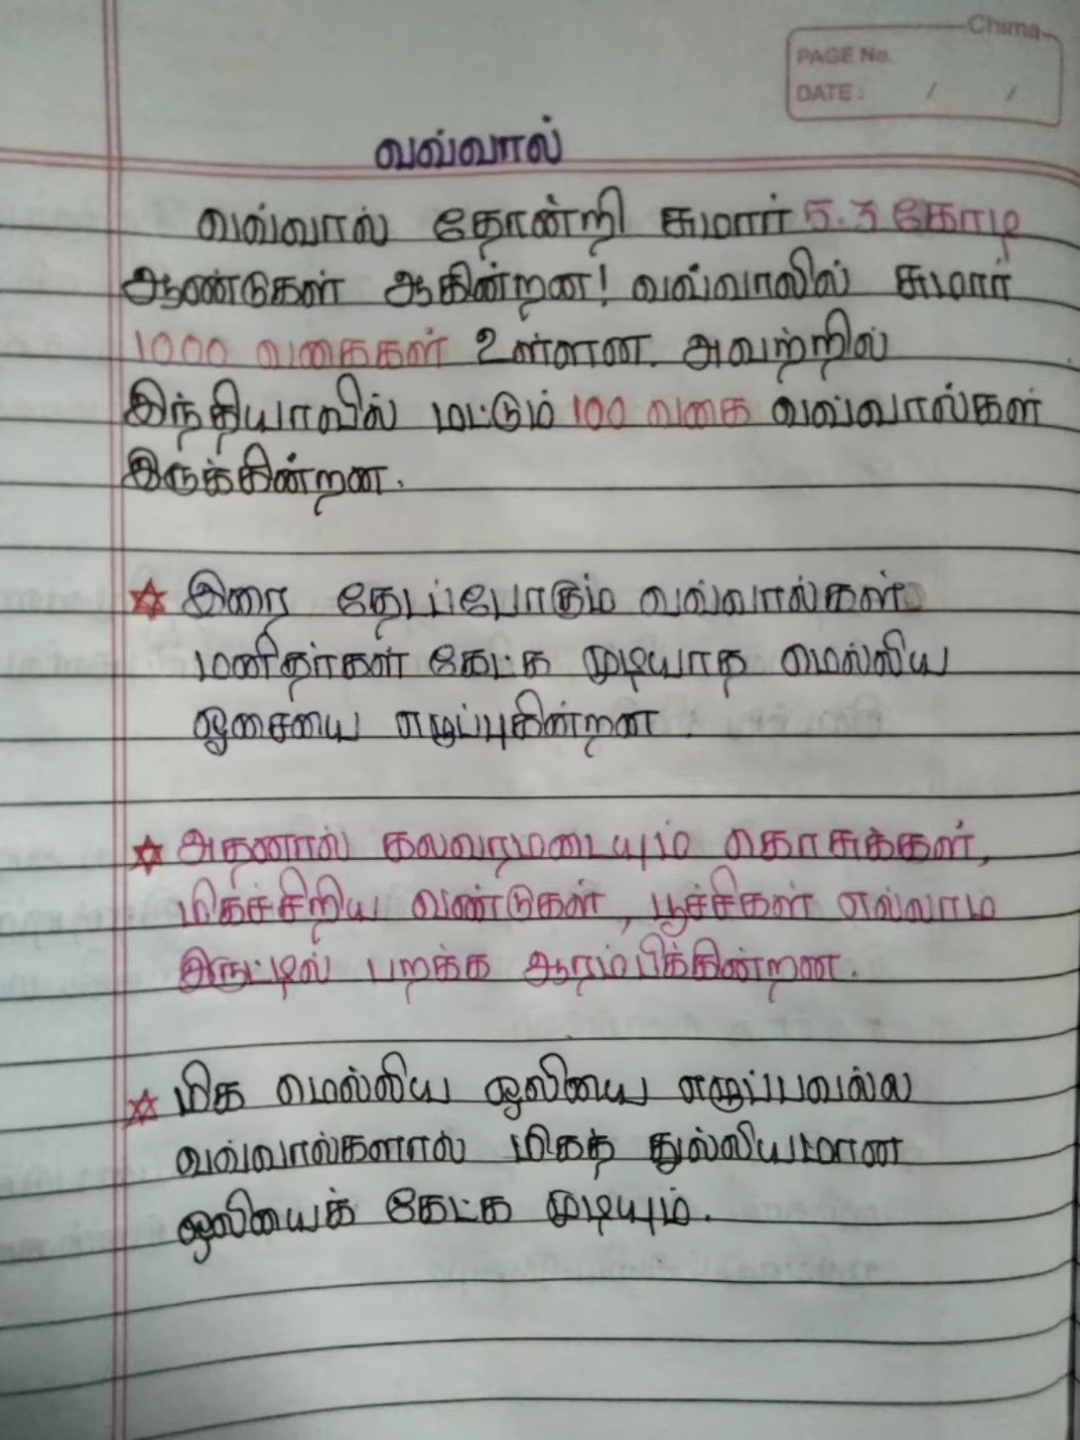 Chima
PAGE No.
DATE : / /
வவ்வால்
வவ்வால் தோன்றி சுமார் 5.3 கோடி
ஆண்டுகள் ஆகின்றன! வவ்வாலில் சுமார்
1000 வகைகள் உள்ளன. அவற்றில்
இந்தியாவில் மட்டும் 100 வகை வவ்வால்கள்
இருக்கின்றன.
இரை தேடப்போகும் வவ்வால்கள்
மனிதர்கள் கேட்க முடியாத மெல்லிய
ஓசையை எழுப்புகின்றன.
அதனால் கலவரமடையும் கொசுக்கள்,
மிகச்சிறிய வண்டுகள், பூச்சிகள் எல்லாம்
இருட்டில் பறக்க ஆரம்பிக்கின்றன.
மிக மெல்லிய ஒலியை எழுப்பவல்ல
வவ்வால்களால் மிகத் துல்லியமான
ஒலியைக் கேட்க முடியும்.